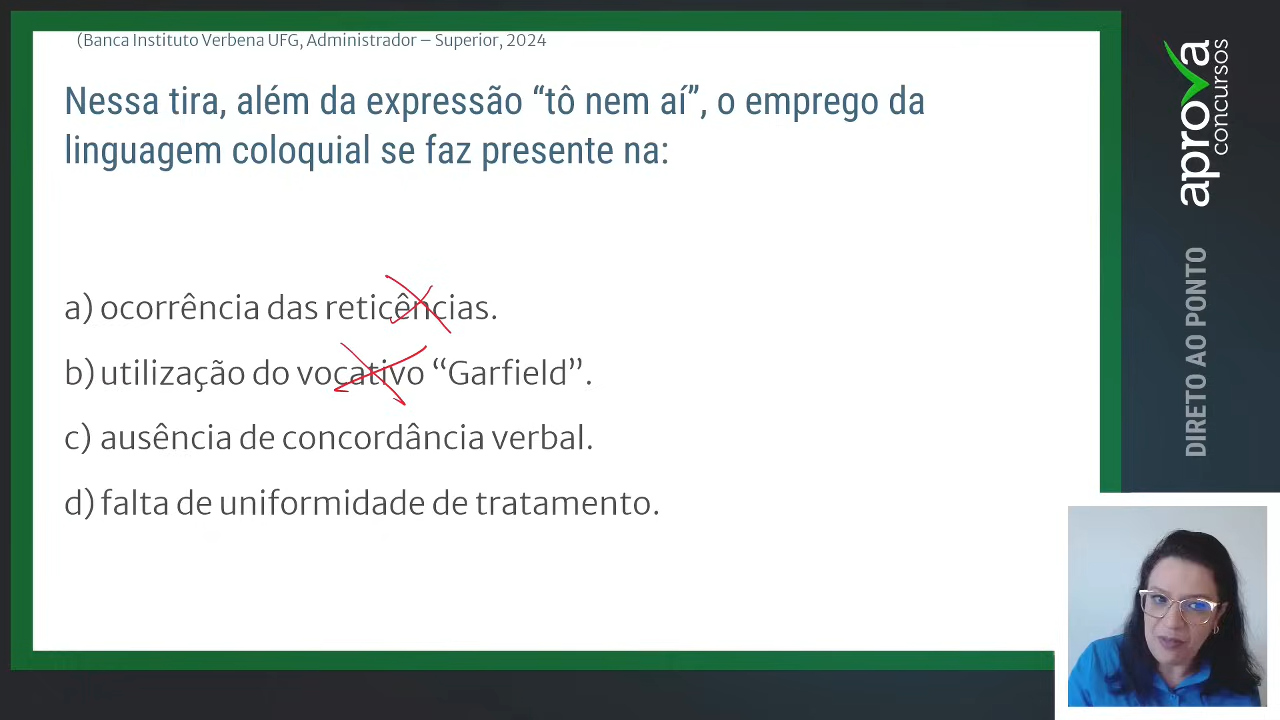 (Banca Instituto Verbena UFG, Administrador – Superior, 2024
Nessa tira, além da expressão “tô nem aí”, o emprego da
linguagem coloquial se faz presente na:
a) ocorrência das reticências.
b) utilização do vocativo “Garfield”.
c) ausência de concordância verbal.
d) falta de uniformidade de tratamento.
aprova
concursos
DIRETO AO PONTO